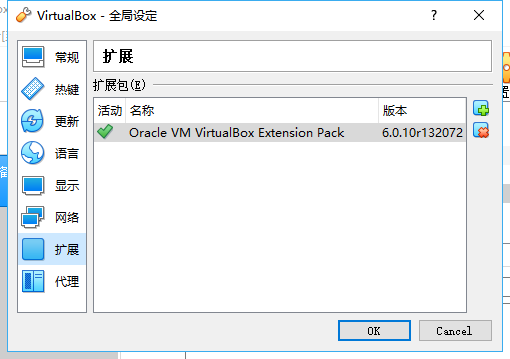 VirtualBox - 全局设定
常规
热键
更新
语言
显示
网络
扩展
代理
扩展
扩展包(E)
活动 名称 版本
Oracle VM VirtualBox Extension Pack 6.0.10r132072
OK Cancel